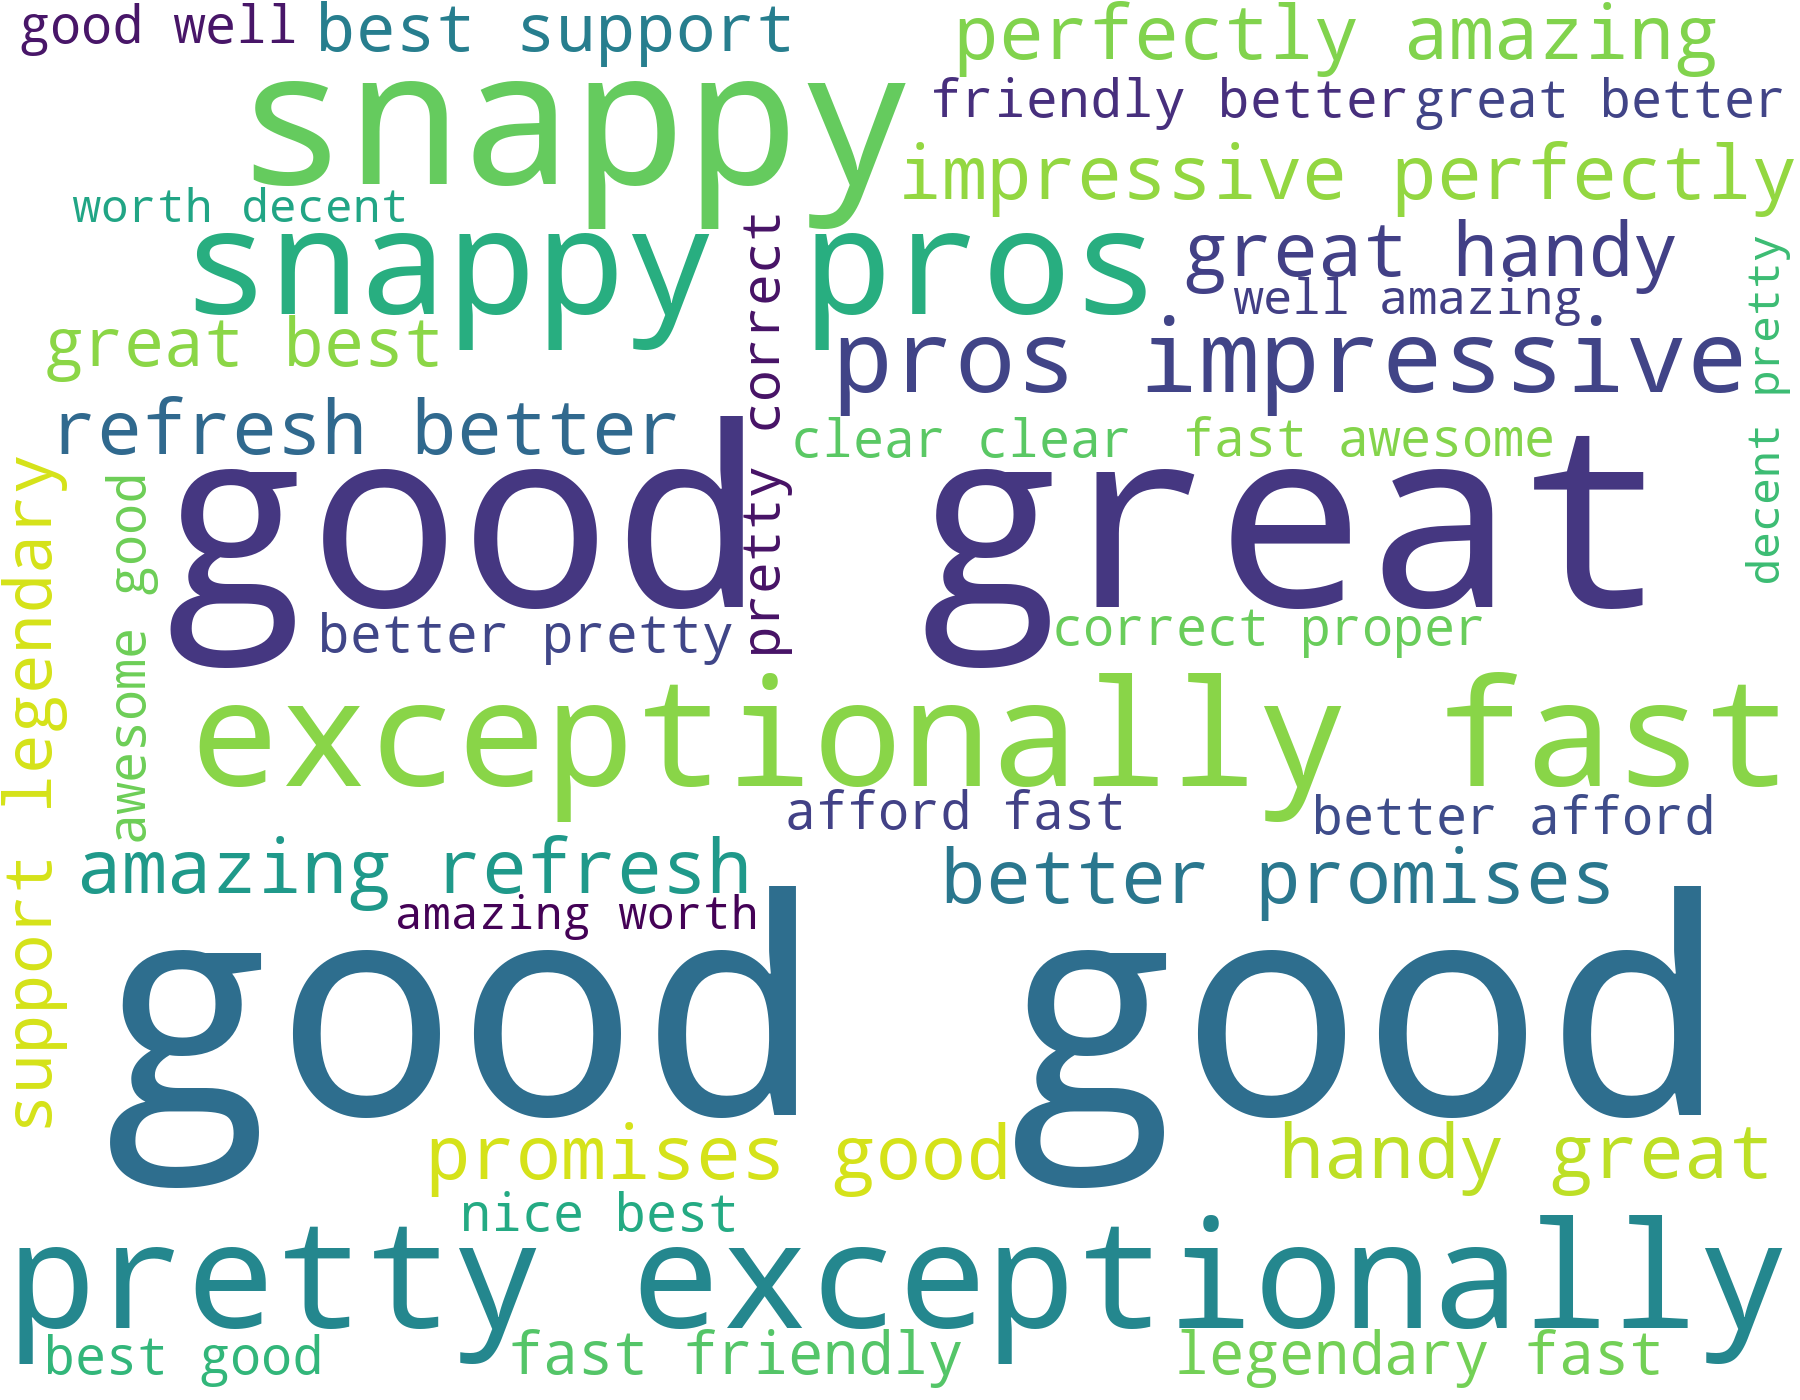 good well
best support
perfectly amazing
snappy
friendly better
great better
impressive perfectly
worth decent
snappy pros
great handy
well amazing
great best
pros impressive
pretty correct
decent pretty
refresh better
clear clear
fast awesome
good great
support legendary
awesome good
better pretty
correct proper
exceptionally fast
afford fast
better afford
amazing refresh
better promises
amazing worth
good good
promises good
handy great
nice best
pretty exceptionally
best good
fast friendly
legendary fast